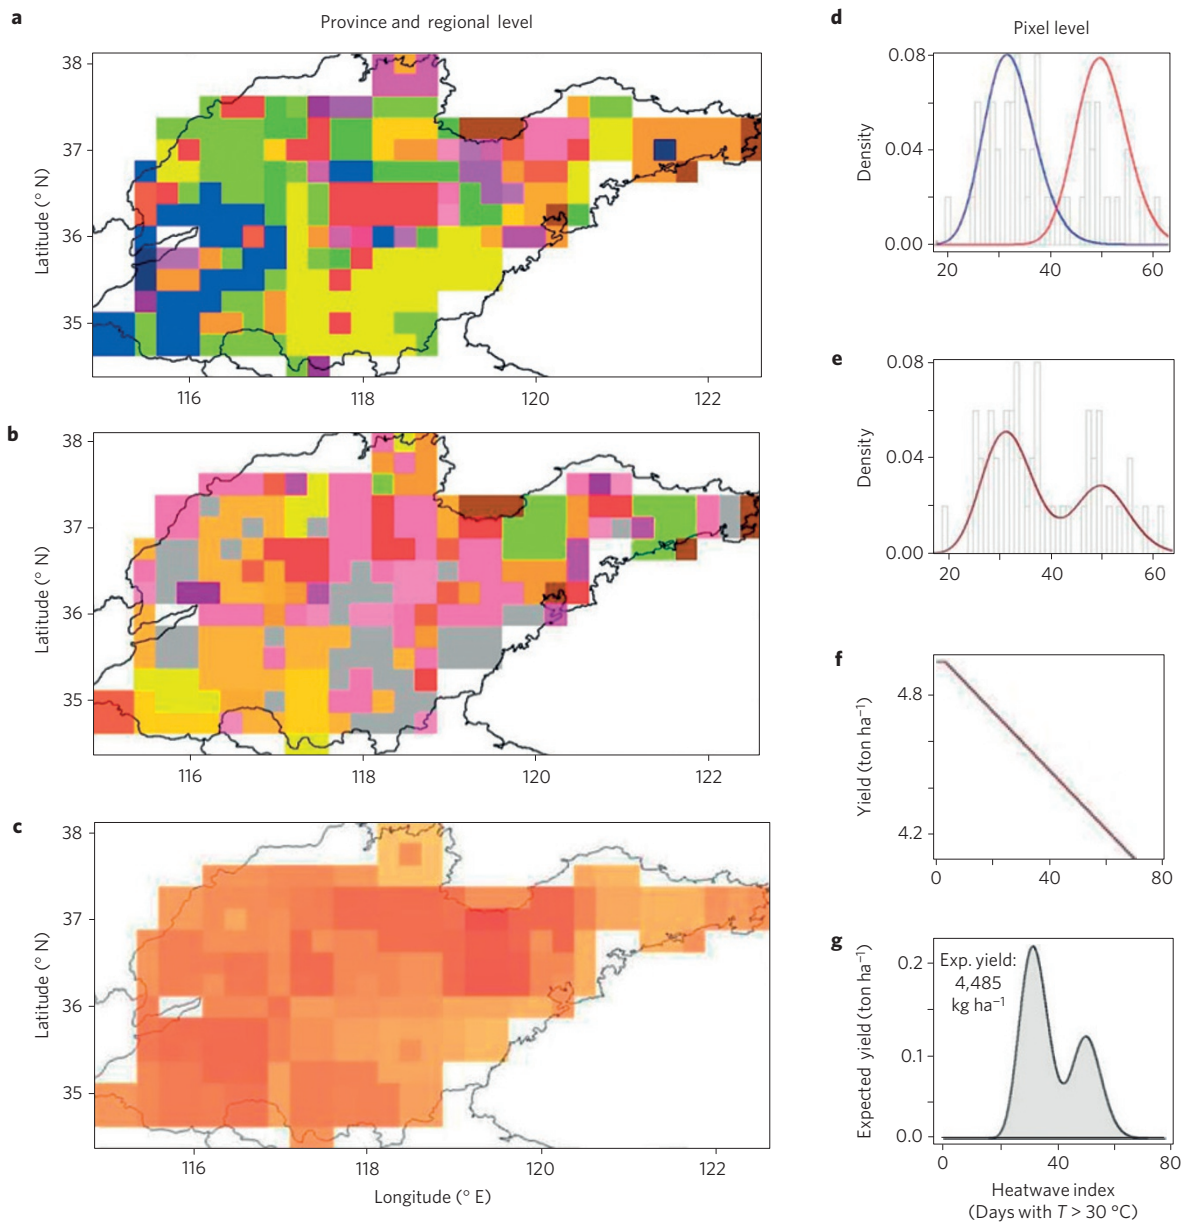 a
Province and regional level
38
37
36
35
Latitude (° N)
116
118
120
122
b
38
37
36
35
Latitude (° N)
116
118
120
122
c
38
37
36
35
Latitude (° N)
116
118
120
122
Longitude (° E)
d
Pixel level
0.08
0.04
0.00
Density
20
40
60
e
0.08
0.04
0.00
Density
20
40
60
f
4.8
4.2
Yield (ton ha⁻¹)
0
40
80
g
Exp. yield:
4,485
kg ha⁻¹
0.2
0.1
0.0
Expected yield (ton ha⁻¹)
0
40
80
Heatwave index
(Days with T > 30 °C)